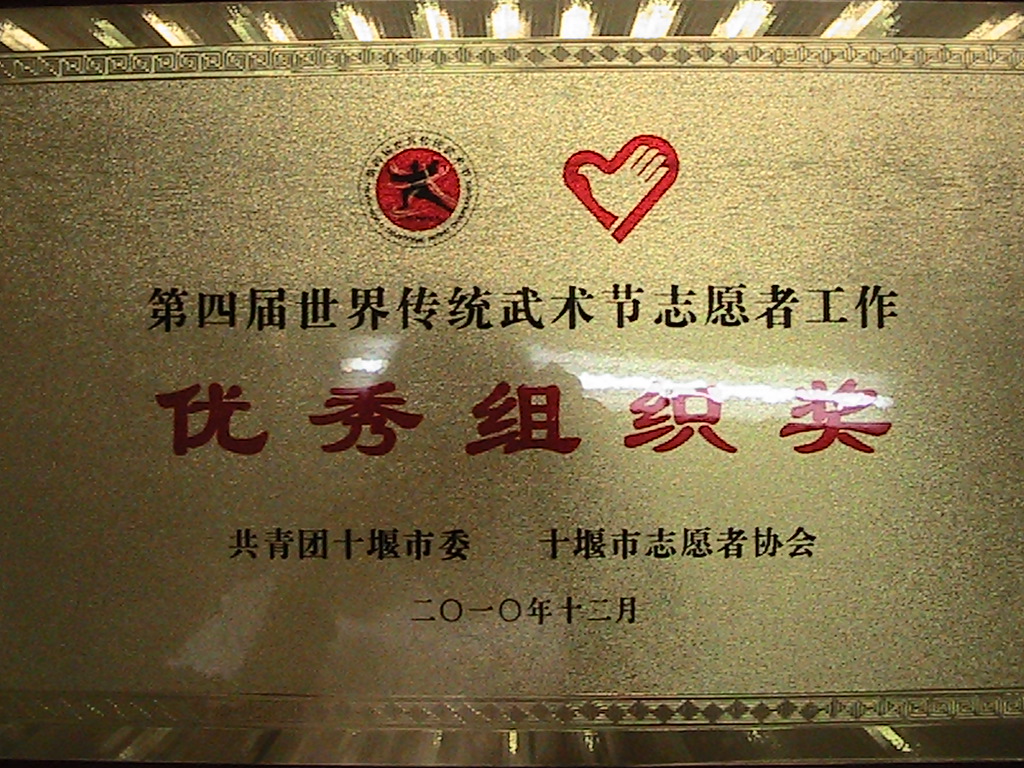 第四届世界传统武术节志愿者工作
优秀组织奖
共青团十堰市委 十堰市志愿者协会
二〇一〇年十二月